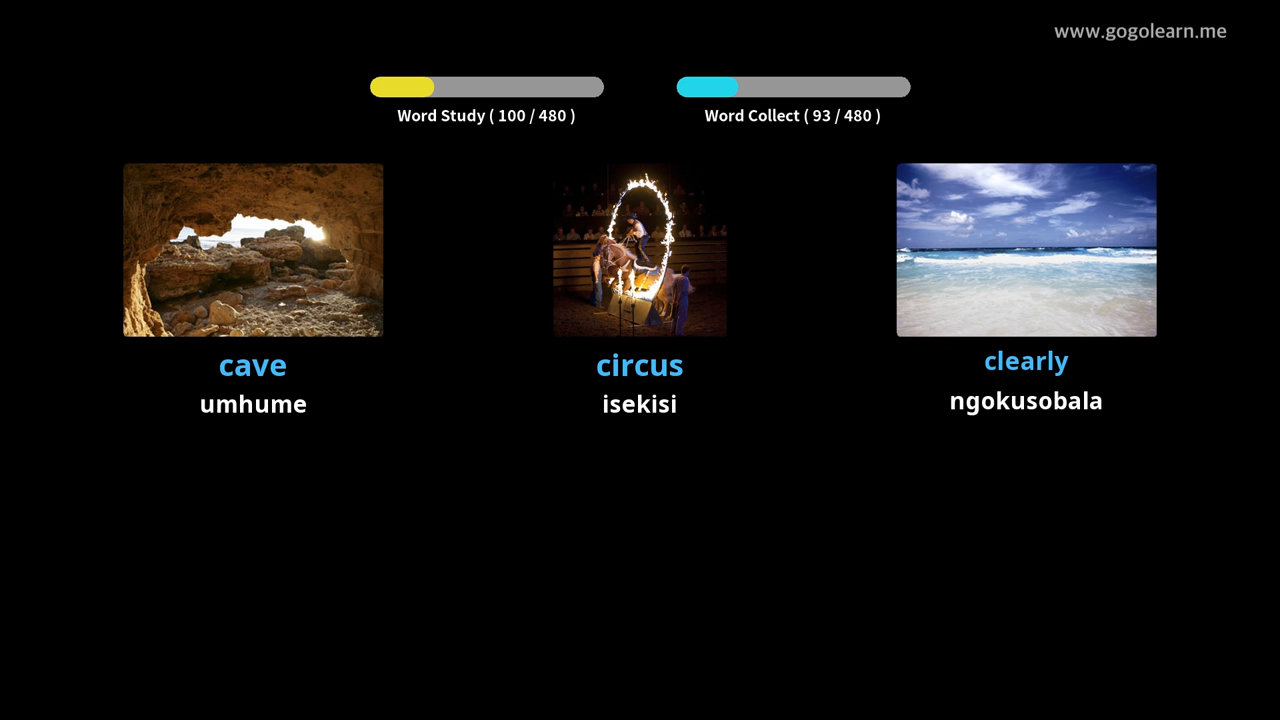 www.gogolearn.me
Word Study ( 100 / 480 )
Word Collect ( 93 / 480 )
cave
umhume
circus
isekisi
clearly
ngokusobala